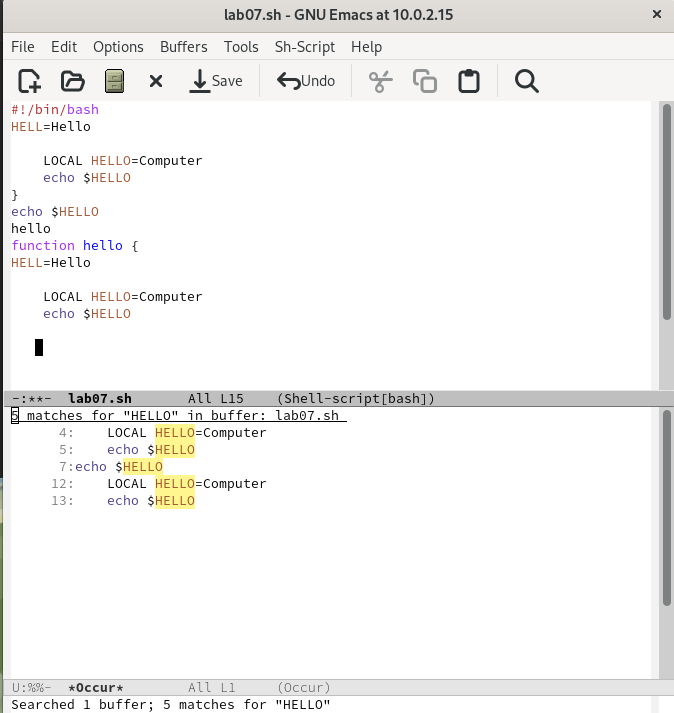 lab07.sh - GNU Emacs at 10.0.2.15
File Edit Options Buffers Tools Sh-Script Help
Save Undo
#!/bin/bash
HELL=Hello
    LOCAL HELLO=Computer
    echo $HELLO
}
echo $HELLO
hello
function hello {
HELL=Hello
    LOCAL HELLO=Computer
    echo $HELLO
-:**-  lab07.sh       All L15    (Shell-script[bash])
5 matches for "HELLO" in buffer: lab07.sh
      4:    LOCAL HELLO=Computer
      5:    echo $HELLO
      7:echo $HELLO
     12:    LOCAL HELLO=Computer
     13:    echo $HELLO
U:%%-  *Occur*        All L1     (Occur)
Searched 1 buffer; 5 matches for "HELLO"